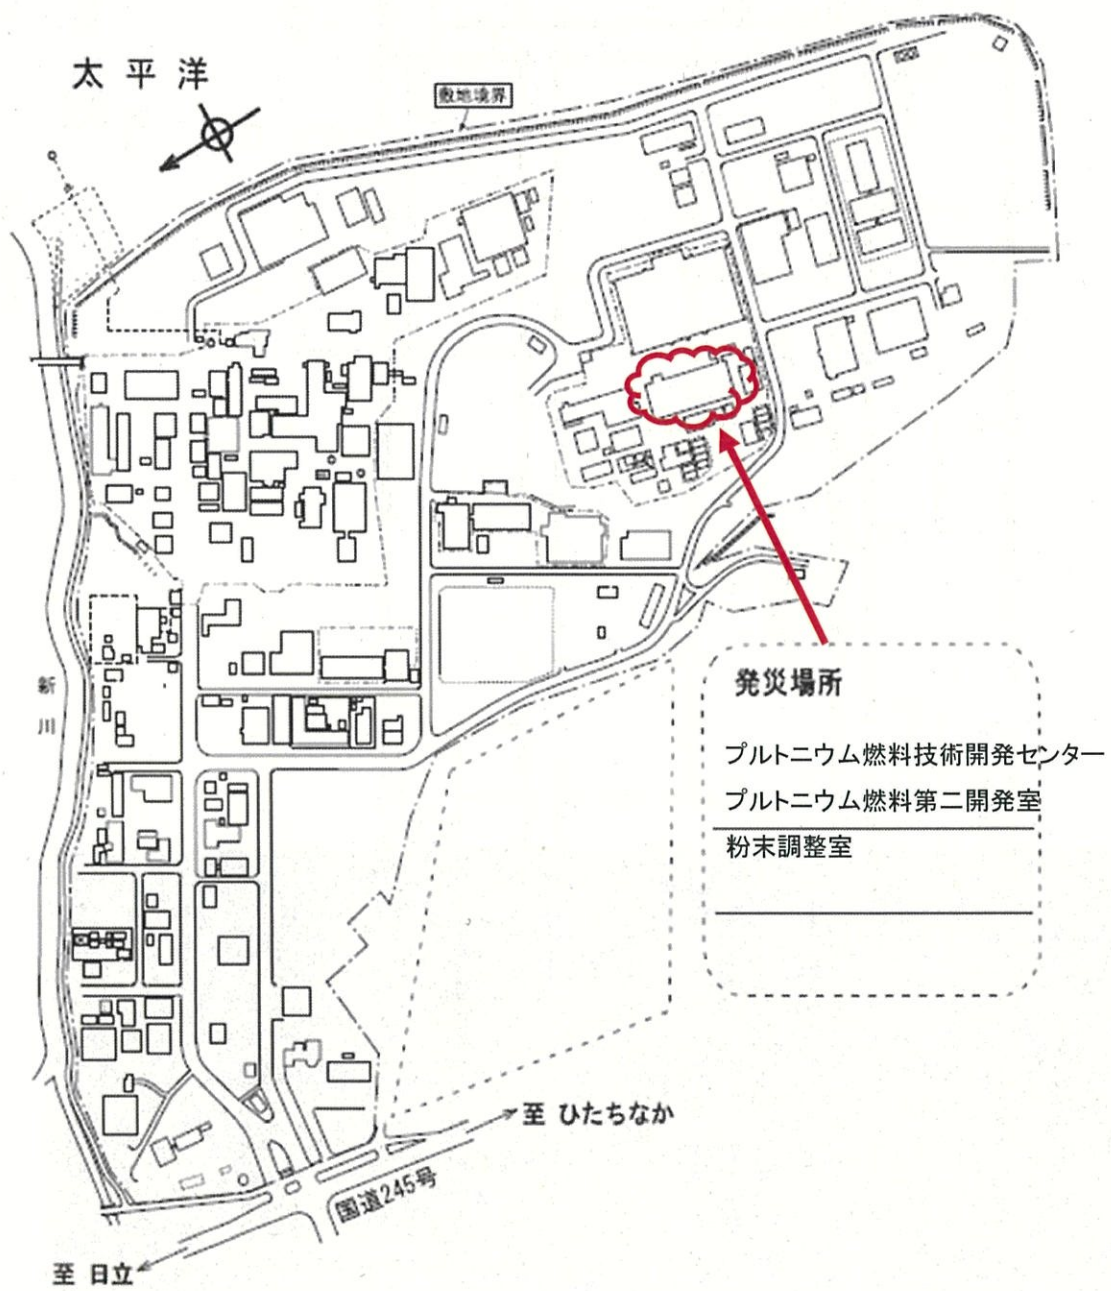 太平洋
敷地境界
新川
発災場所
プルトニウム燃料技術開発センター
プルトニウム燃料第二開発室
粉末調整室
至 ひたちなか
国道245号
至 日立